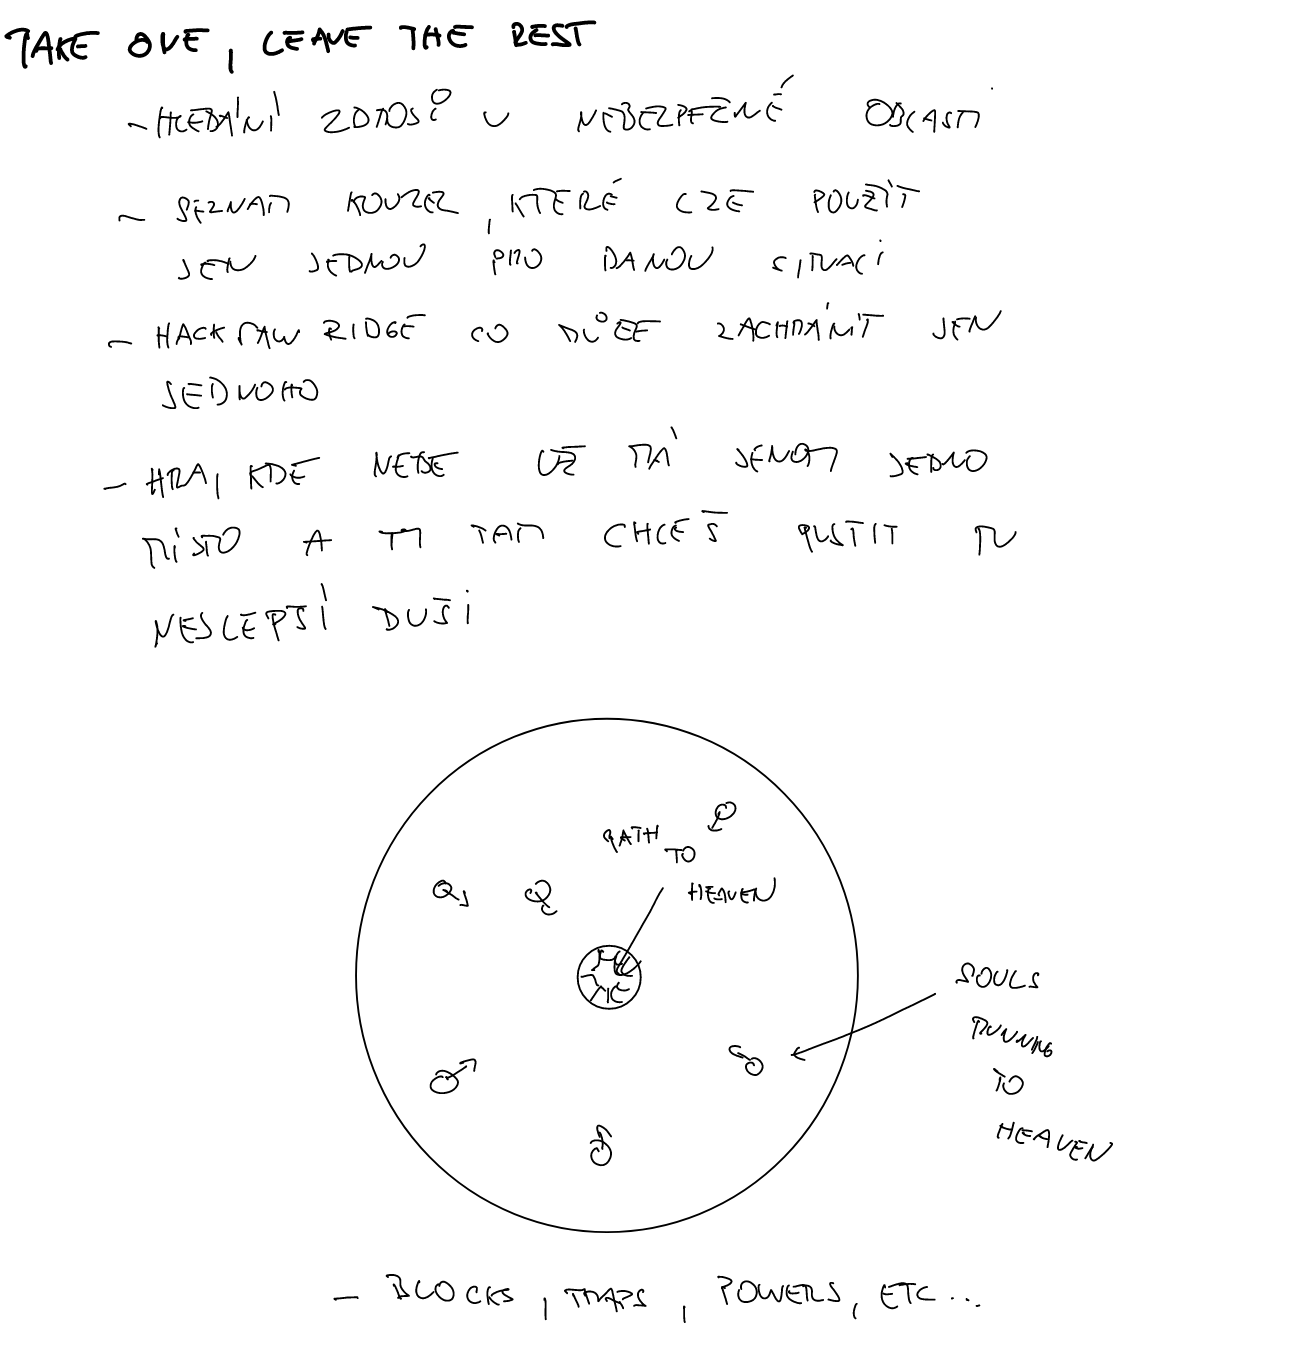 TAKE ONE, LEAVE THE REST
- HLEDÁNÍ ZDROJŮ V NEBEZPEČNÉ OBLASTI
- SEZNAM KOUZEL, KTERÉ LZE POUŽÍT
JEN JEDNOU PRO DANOU SITUACI
- HACKSAW RIDGE CO MŮŽE ZACHRÁNIT JEN
JEDNOHO
- HRA, KDE NEBE UŽ MÁ JENOM JEDNO
MÍSTO A TY TAM CHCEŠ PUSTIT TU
NEJLEPŠÍ DUŠI
PATH
TO
HEAVEN
SOULS
RUNNING
TO
HEAVEN
- BLOCKS, TRAPS, POWERS, ETC...